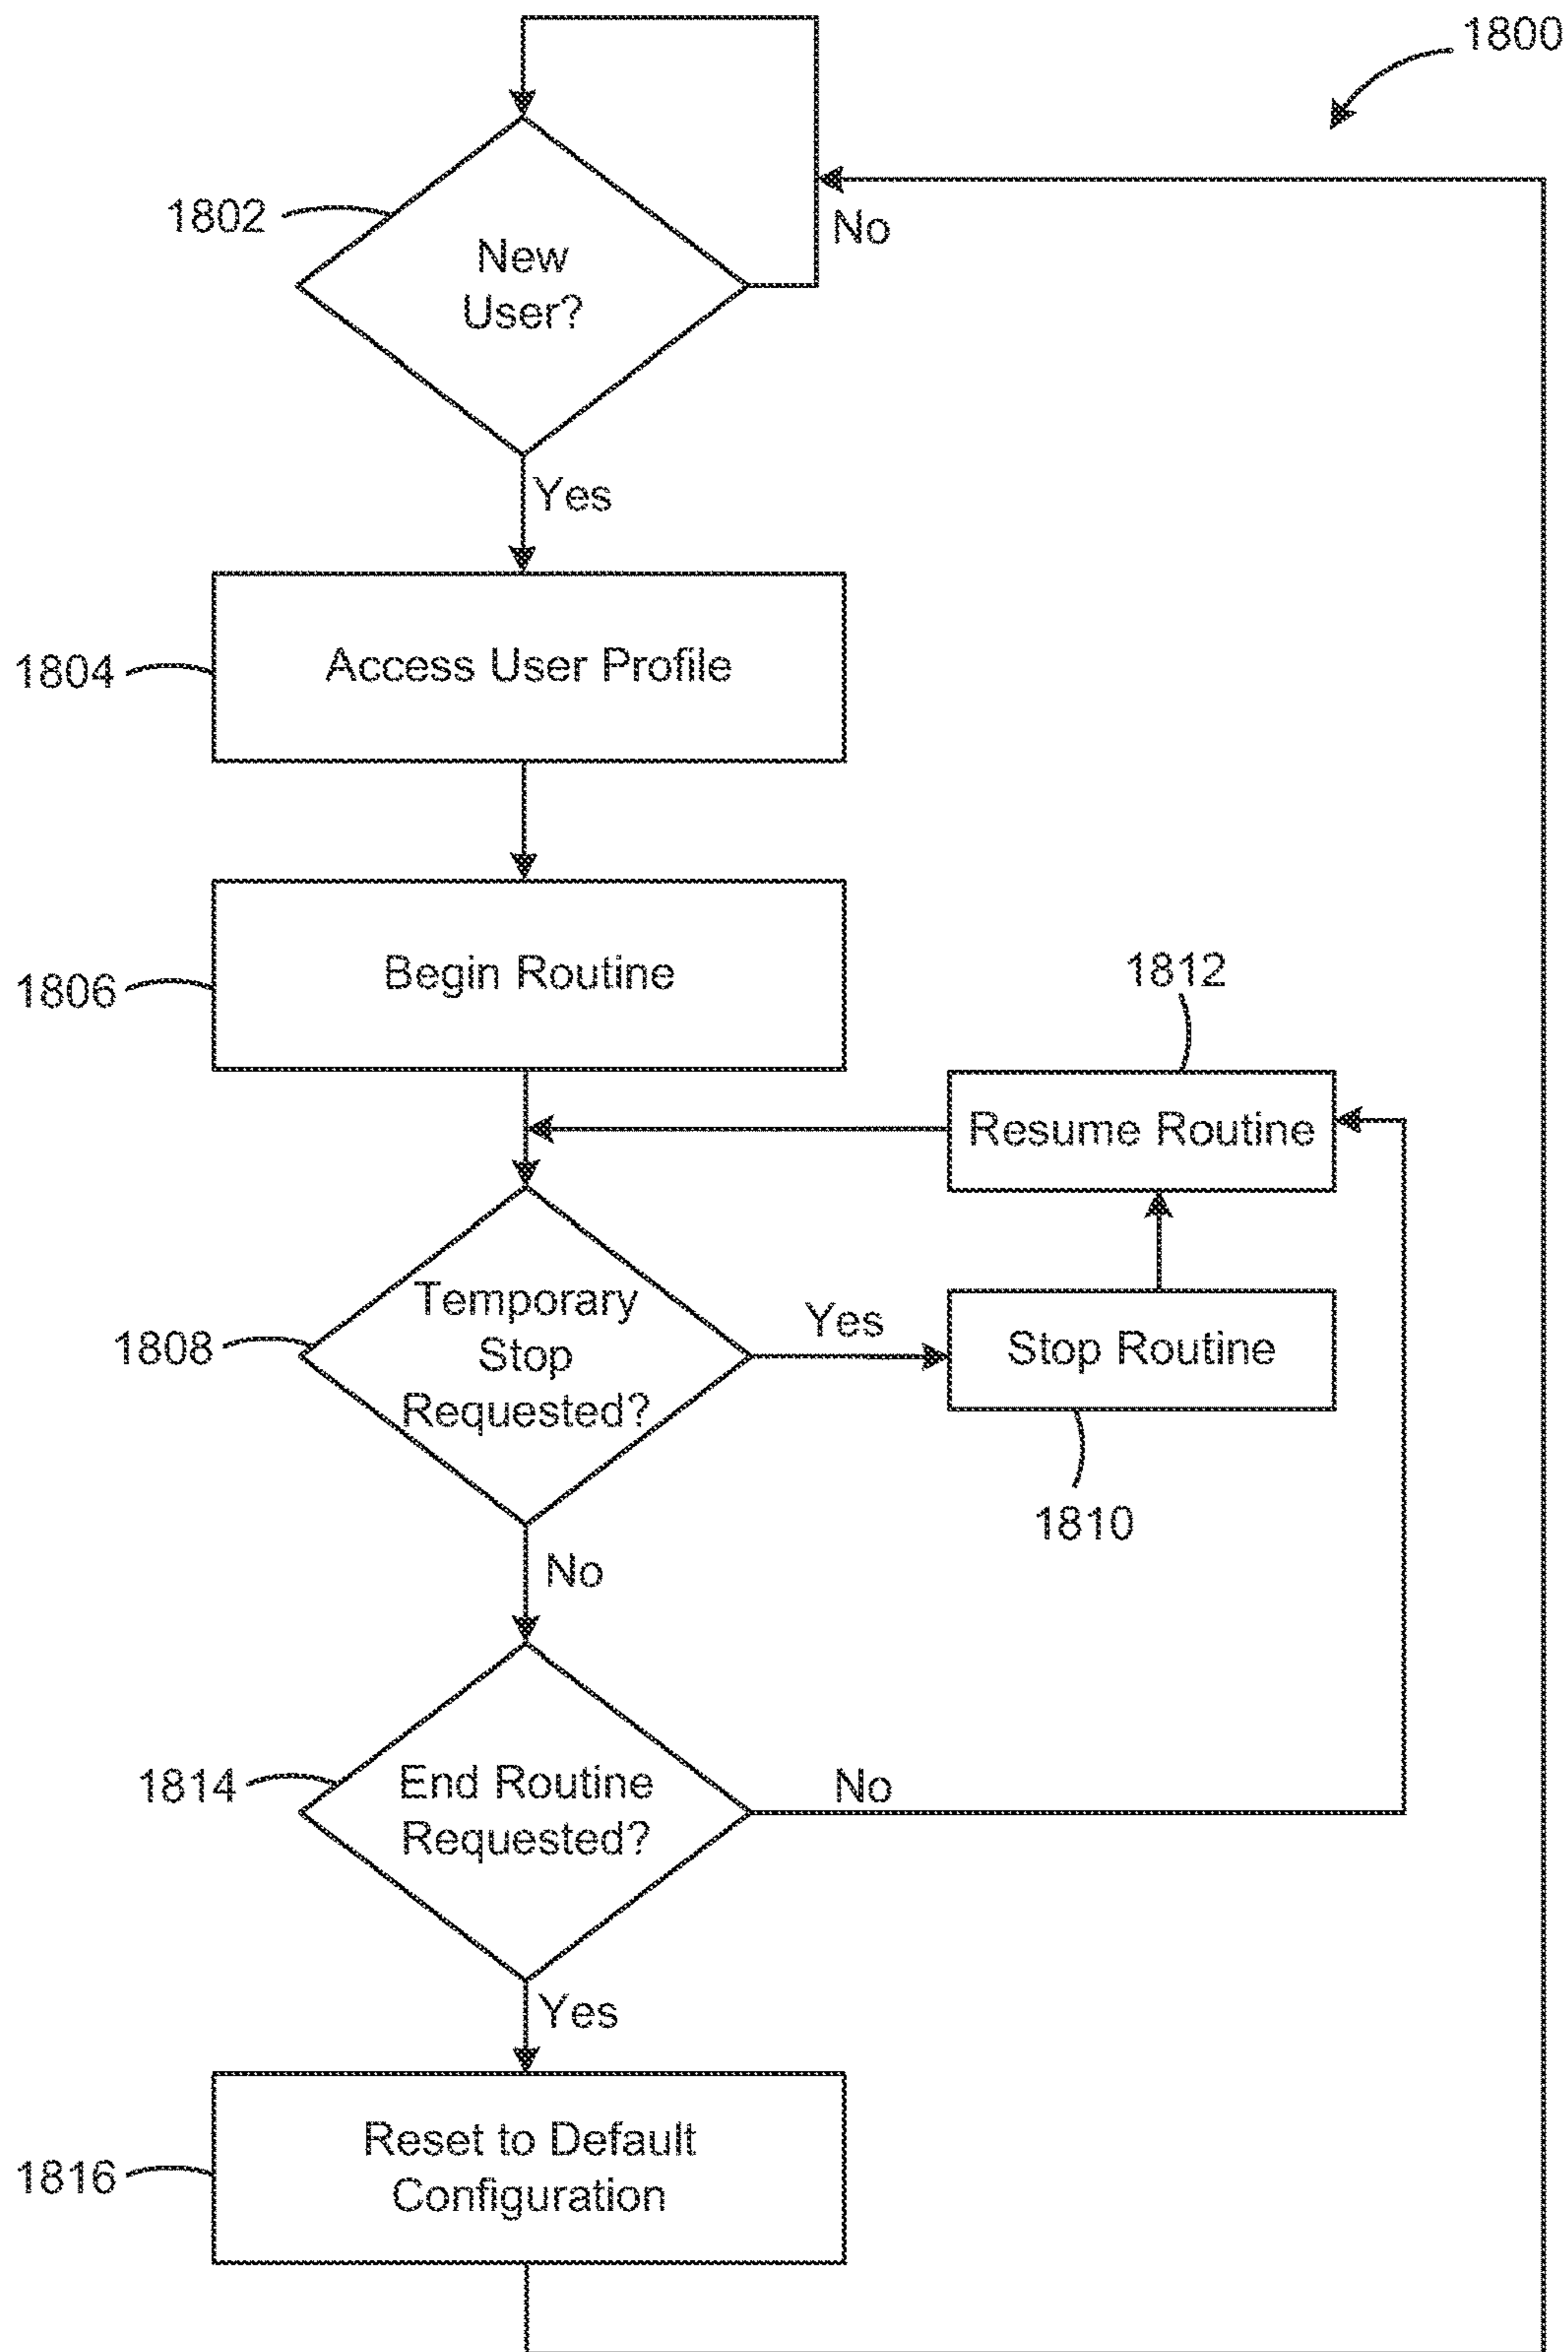 1800
1802
New
User?
No
Yes
1804
Access User Profile
1806
Begin Routine
1812
Resume Routine
1808
Temporary
Stop
Requested?
Yes
Stop Routine
1810
No
1814
End Routine
Requested?
No
Yes
1816
Reset to Default
Configuration